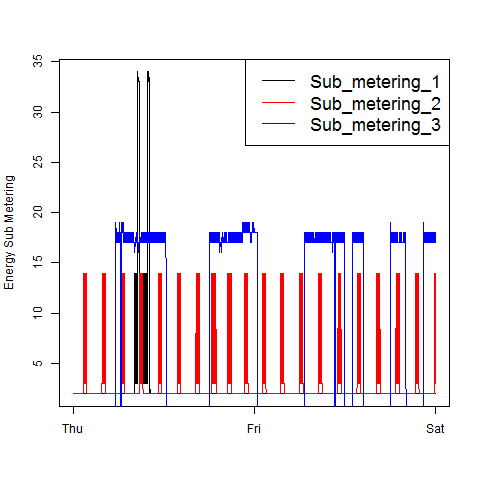 Sub_metering_1
Sub_metering_2
Sub_metering_3
Energy Sub Metering
35
30
25
20
15
10
5
Thu Fri Sat